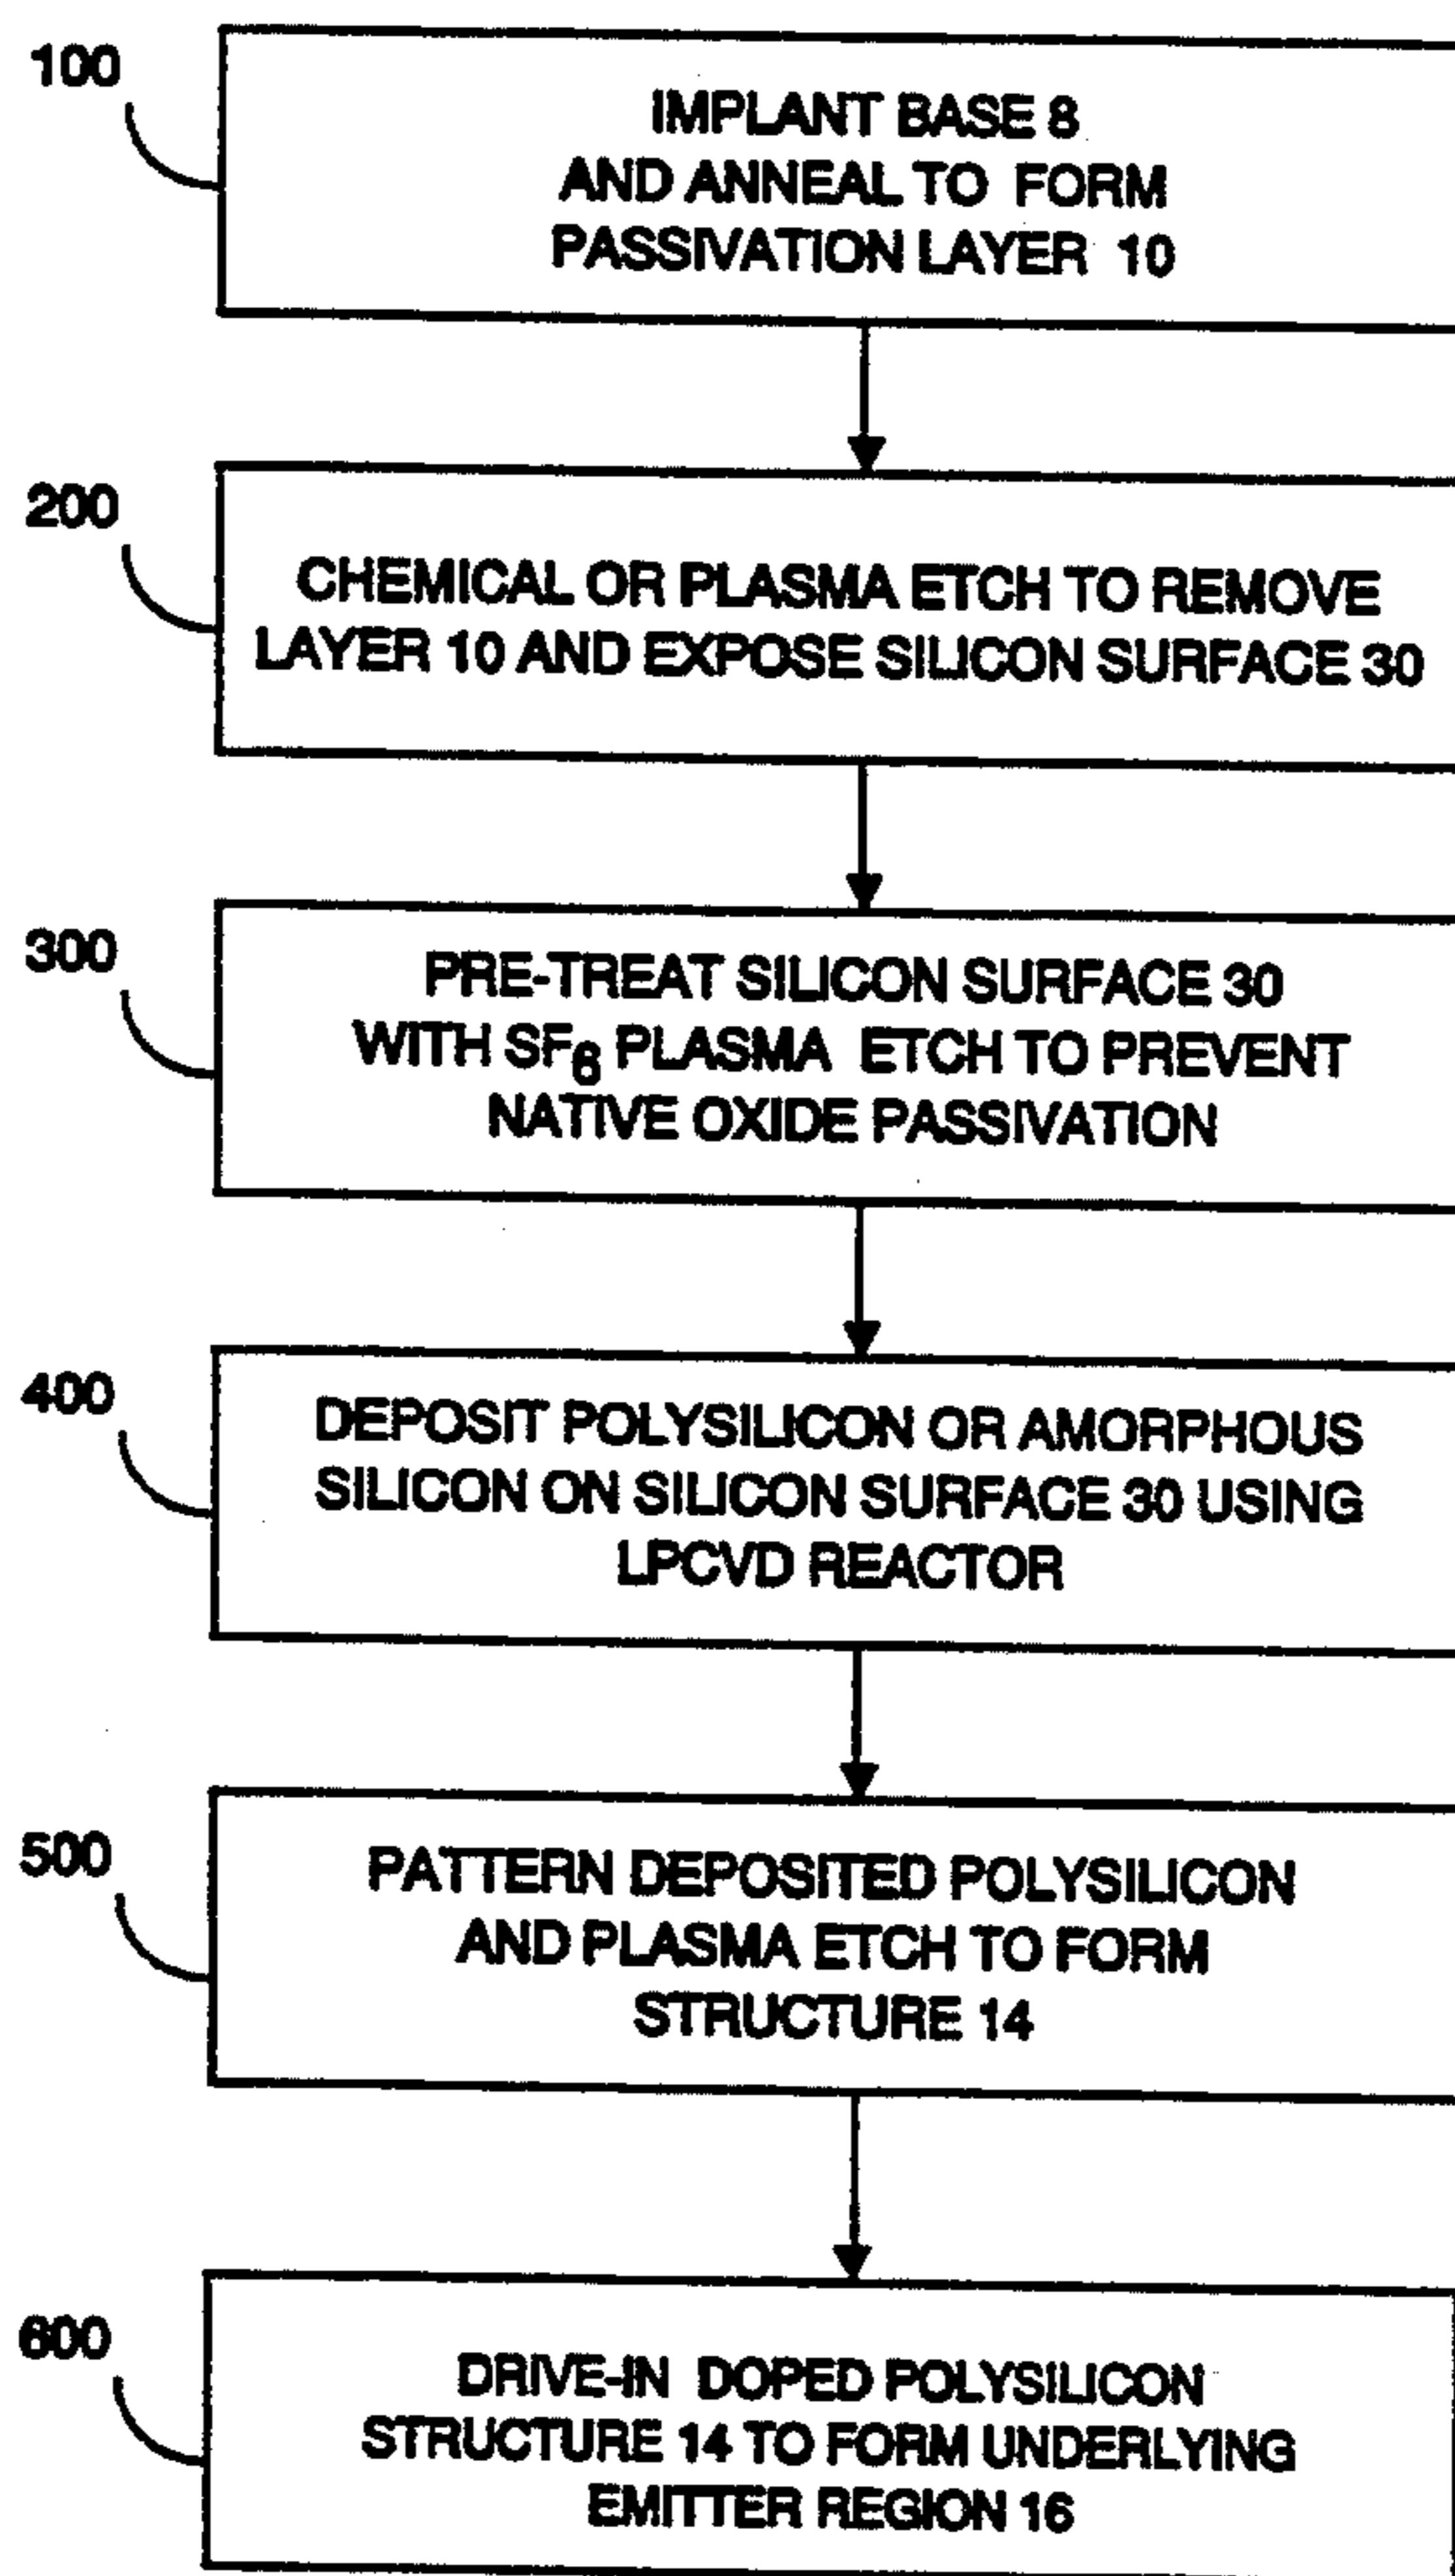 100
IMPLANT BASE 8
AND ANNEAL TO FORM
PASSIVATION LAYER 10
200
CHEMICAL OR PLASMA ETCH TO REMOVE
LAYER 10 AND EXPOSE SILICON SURFACE 30
300
PRE-TREAT SILICON SURFACE 30
WITH SF₆ PLASMA ETCH TO PREVENT
NATIVE OXIDE PASSIVATION
400
DEPOSIT POLYSILICON OR AMORPHOUS
SILICON ON SILICON SURFACE 30 USING
LPCVD REACTOR
500
PATTERN DEPOSITED POLYSILICON
AND PLASMA ETCH TO FORM
STRUCTURE 14
600
DRIVE-IN DOPED POLYSILICON
STRUCTURE 14 TO FORM UNDERLYING
EMITTER REGION 16